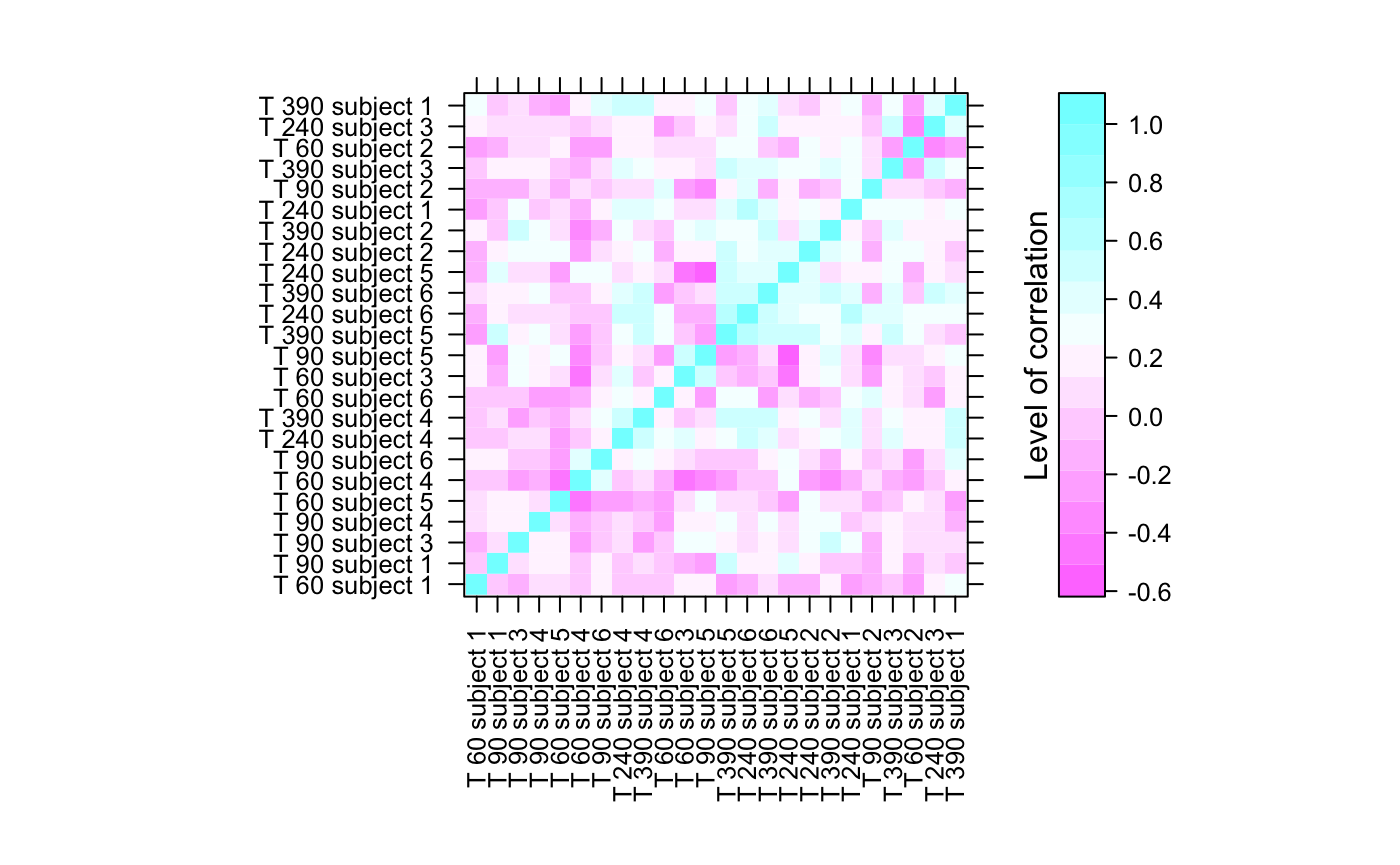 T 390 subject 1
T 240 subject 3
T 60 subject 2
T 390 subject 3
T 90 subject 2
T 240 subject 1
T 390 subject 2
T 240 subject 2
T 240 subject 5
T 390 subject 6
T 240 subject 6
T 390 subject 5
T 90 subject 5
T 60 subject 3
T 60 subject 6
T 390 subject 4
T 240 subject 4
T 90 subject 6
T 60 subject 4
T 60 subject 5
T 90 subject 4
T 90 subject 3
T 90 subject 1
T 60 subject 1
T 60 subject 1
T 90 subject 1
T 90 subject 3
T 90 subject 4
T 60 subject 5
T 60 subject 4
T 90 subject 6
T 240 subject 4
T 390 subject 4
T 60 subject 6
T 60 subject 3
T 90 subject 5
T 390 subject 5
T 240 subject 6
T 390 subject 6
T 240 subject 5
T 240 subject 2
T 390 subject 2
T 240 subject 1
T 90 subject 2
T 390 subject 3
T 60 subject 2
T 240 subject 3
T 390 subject 1
Level of correlation
1.0
0.8
0.6
0.4
0.2
0.0
-0.2
-0.4
-0.6